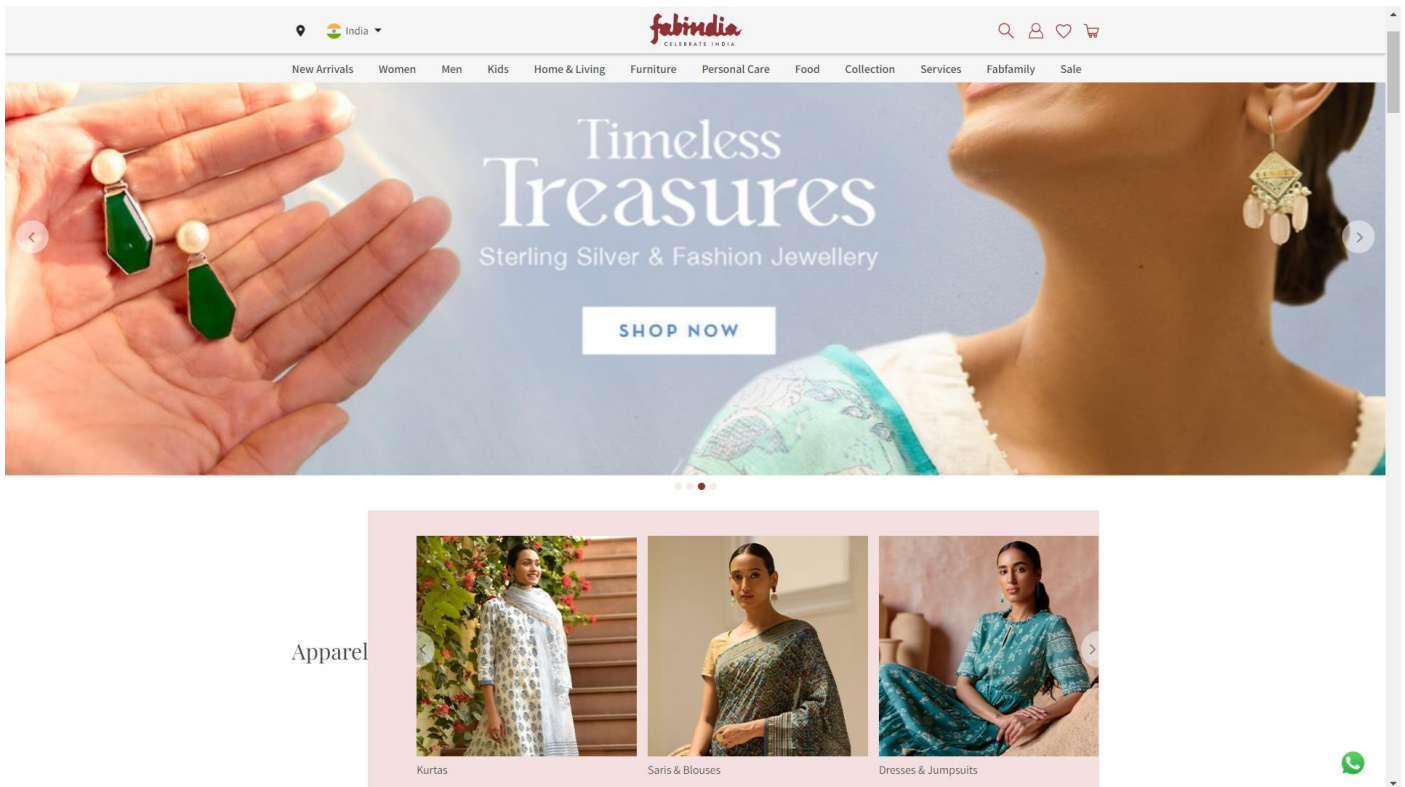 India
fabindia
CELEBRATE INDIA
New Arrivals Women Men Kids Home & Living Furniture Personal Care Food Collection Services Fabfamily Sale
Timeless
Treasures
Sterling Silver & Fashion Jewellery
SHOP NOW
Apparel
Kurtas Saris & Blouses Dresses & Jumpsuits